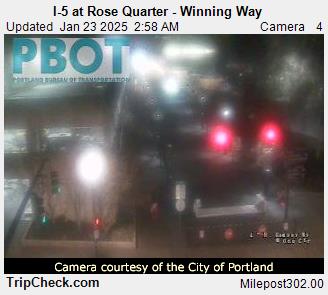 I-5 at Rose Quarter - Winning Way
Updated Jan 23 2025 2:58 AM Camera 4
PBOT
PORTLAND BUREAU OF TRANSPORTATION
Camera courtesy of the City of Portland
TripCheck.com Milepost302.00